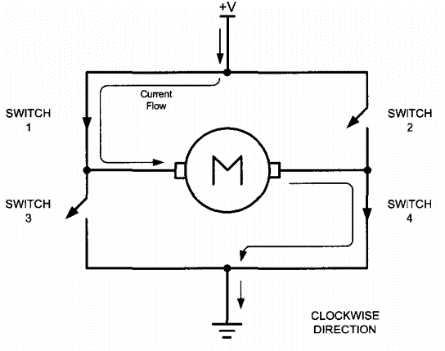 +V
Current
Flow
SWITCH
1
SWITCH
2
M
SWITCH
3
SWITCH
4
CLOCKWISE
DIRECTION